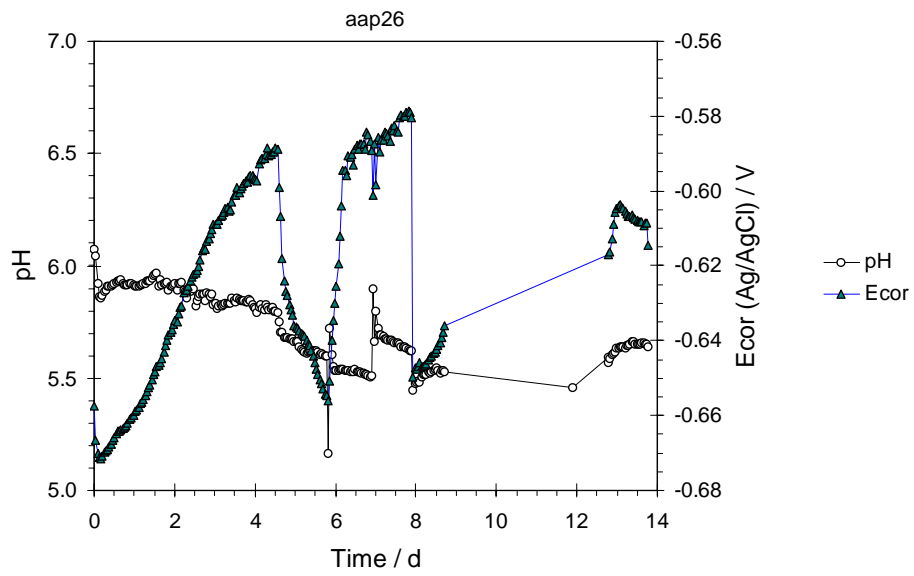 aap26
7.0
6.5
6.0
5.5
5.0
pH
-0.56
-0.58
-0.60
-0.62
-0.64
-0.66
-0.68
Ecor (Ag/AgCl) / V
0 2 4 6 8 10 12 14
Time / d
pH
Ecor